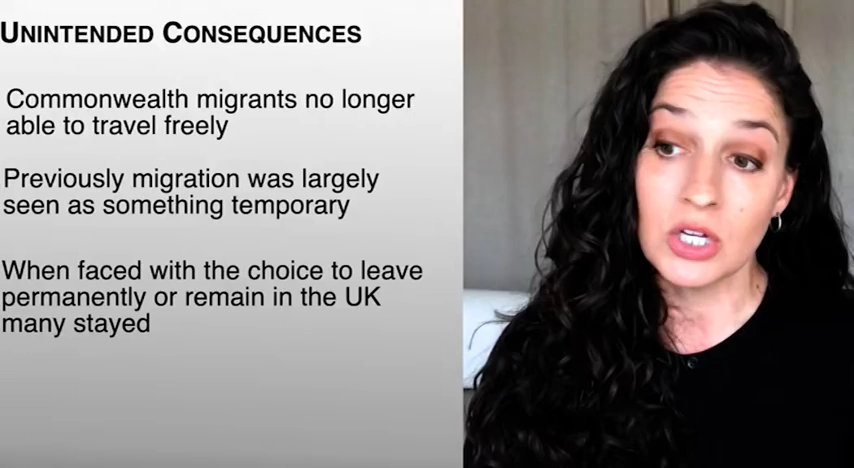 UNINTENDED CONSEQUENCES
Commonwealth migrants no longer
able to travel freely
Previously migration was largely
seen as something temporary
When faced with the choice to leave
permanently or remain in the UK
many stayed